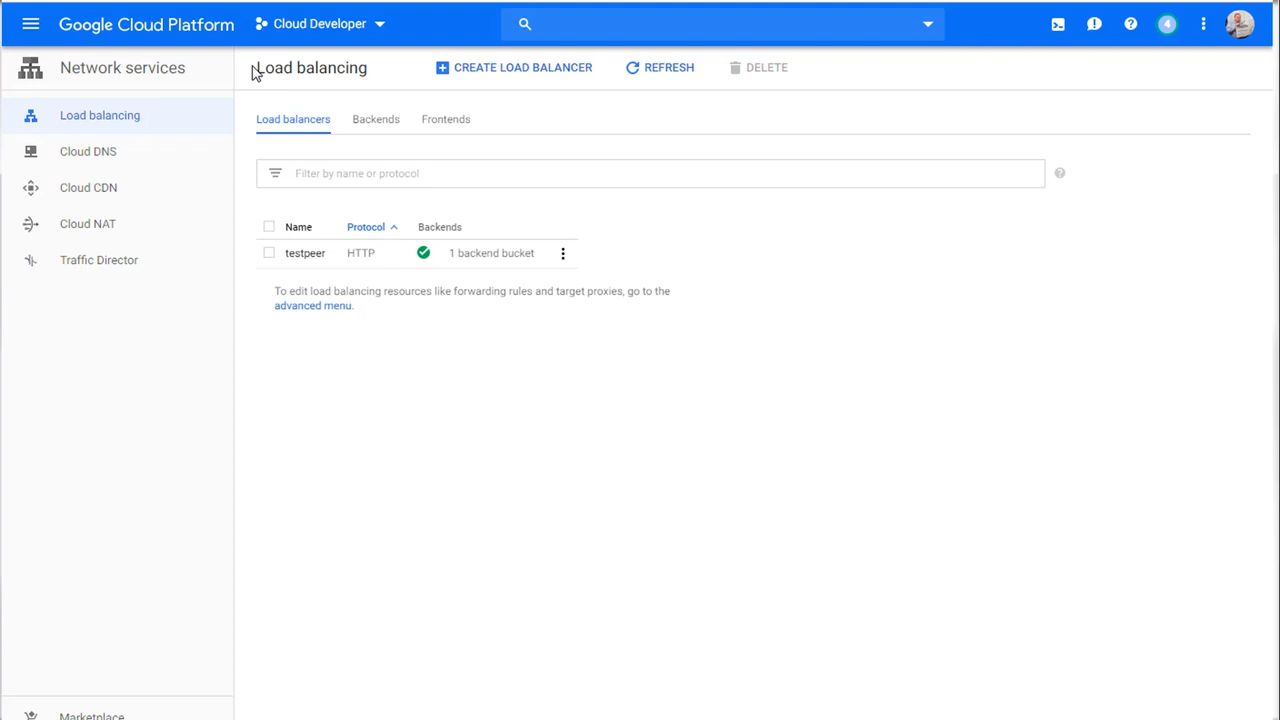 Google Cloud Platform
Cloud Developer
4
Network services
Load balancing
Cloud DNS
Cloud CDN
Cloud NAT
Traffic Director
Marketplace
Load balancing
CREATE LOAD BALANCER
REFRESH
DELETE
Load balancers Backends Frontends
Filter by name or protocol
Name Protocol Backends
testpeer HTTP 1 backend bucket
To edit load balancing resources like forwarding rules and target proxies, go to the
advanced menu.